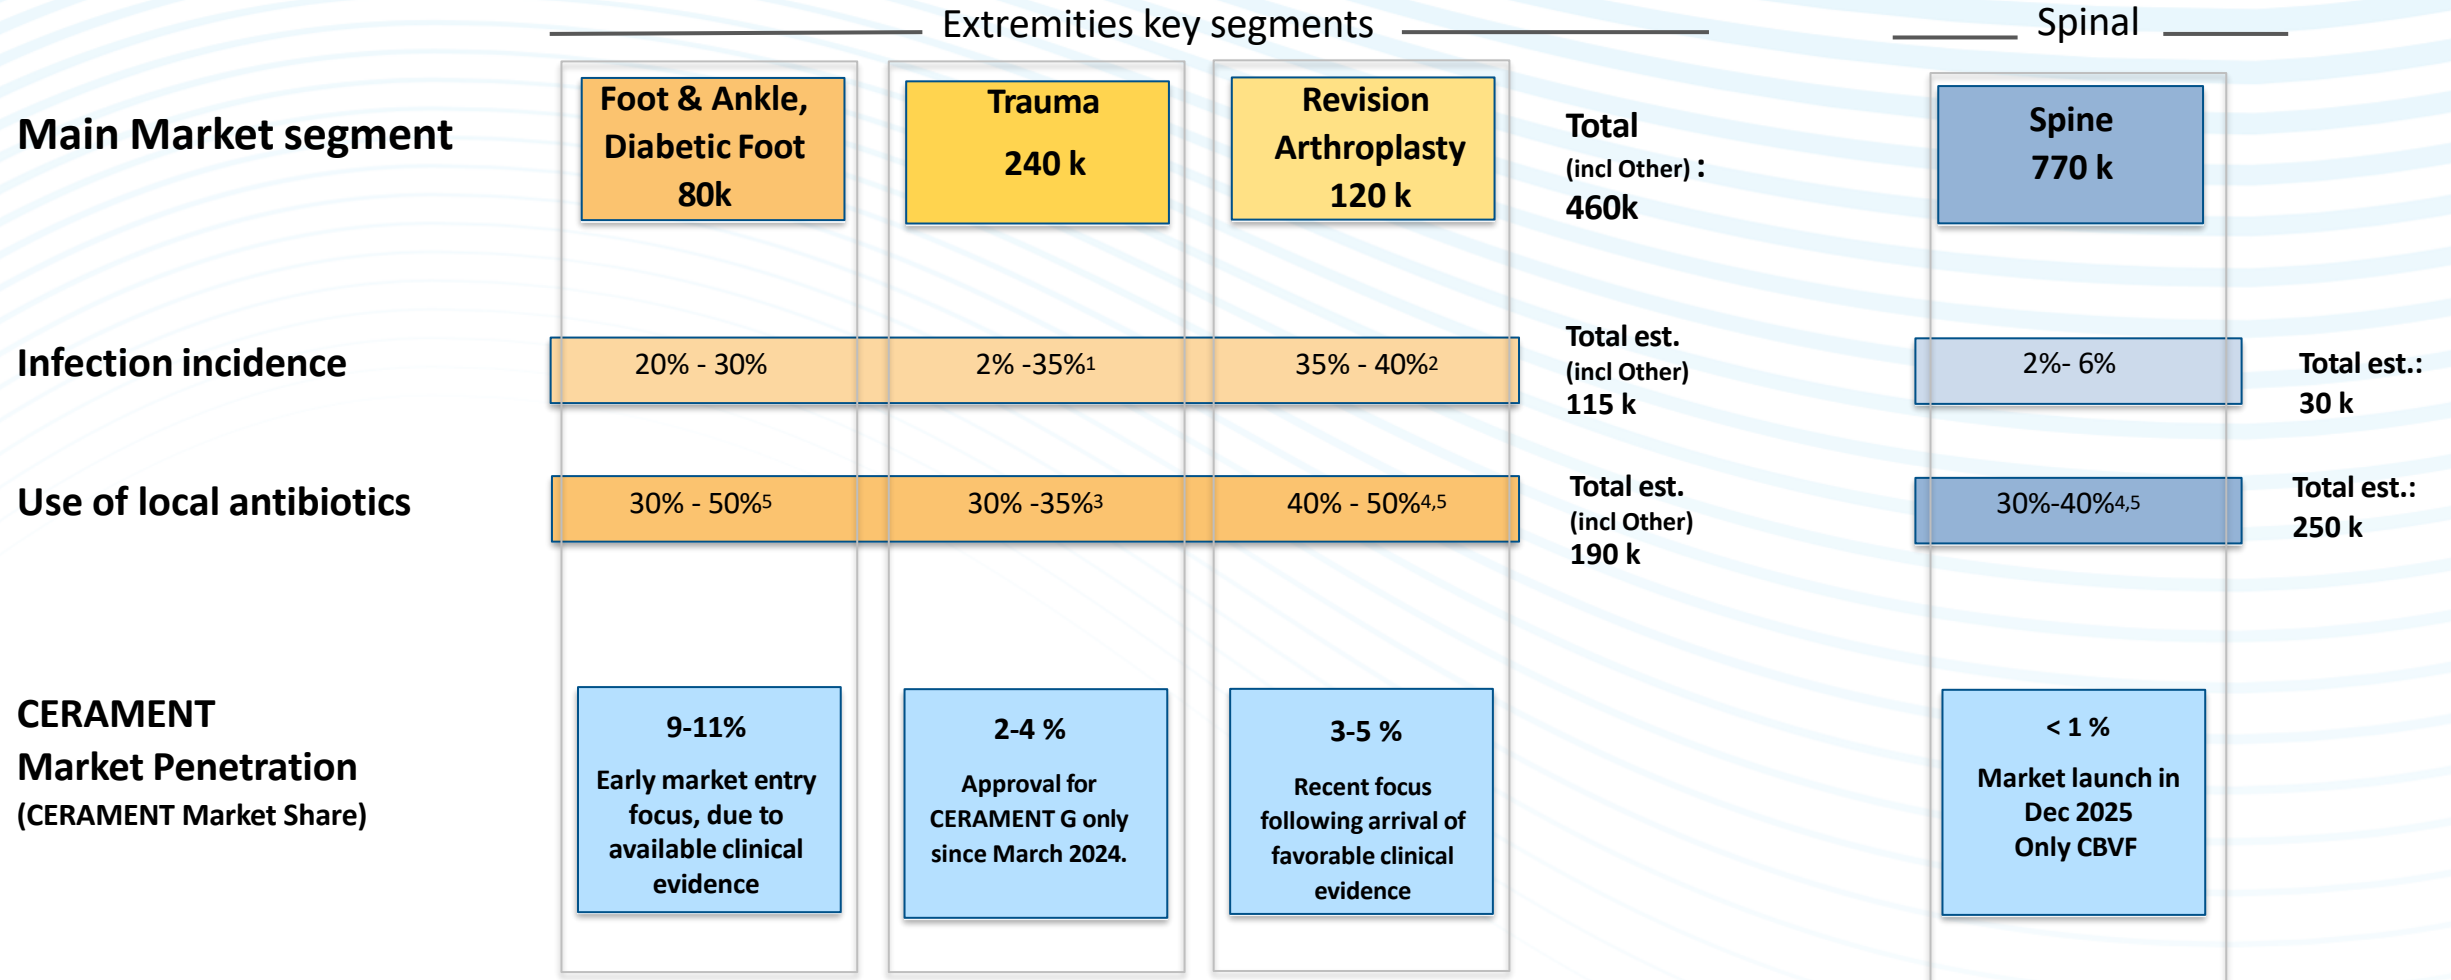 Extremities key segments
Spinal
Main Market segment
Foot & Ankle,
Diabetic Foot
80k
Trauma
240 k
Revision
Arthroplasty
120 k
Total
(incl Other) :
460k
Spine
770 k
Infection incidence
20% - 30%
2% -35%1
35% - 40%2
Total est.
(incl Other)
115 k
2%- 6%
Total est.:
30 k
Use of local antibiotics
30% - 50%5
30% -35%3
40% - 50%4,5
Total est.
(incl Other)
190 k
30%-40%4,5
Total est.:
250 k
CERAMENT
Market Penetration
(CERAMENT Market Share)
9-11%
Early market entry
focus, due to
available clinical
evidence
2-4 %
Approval for
CERAMENT G only
since March 2024.
3-5 %
Recent focus
following arrival of
favorable clinical
evidence
< 1 %
Market launch in
Dec 2025
Only CBVF